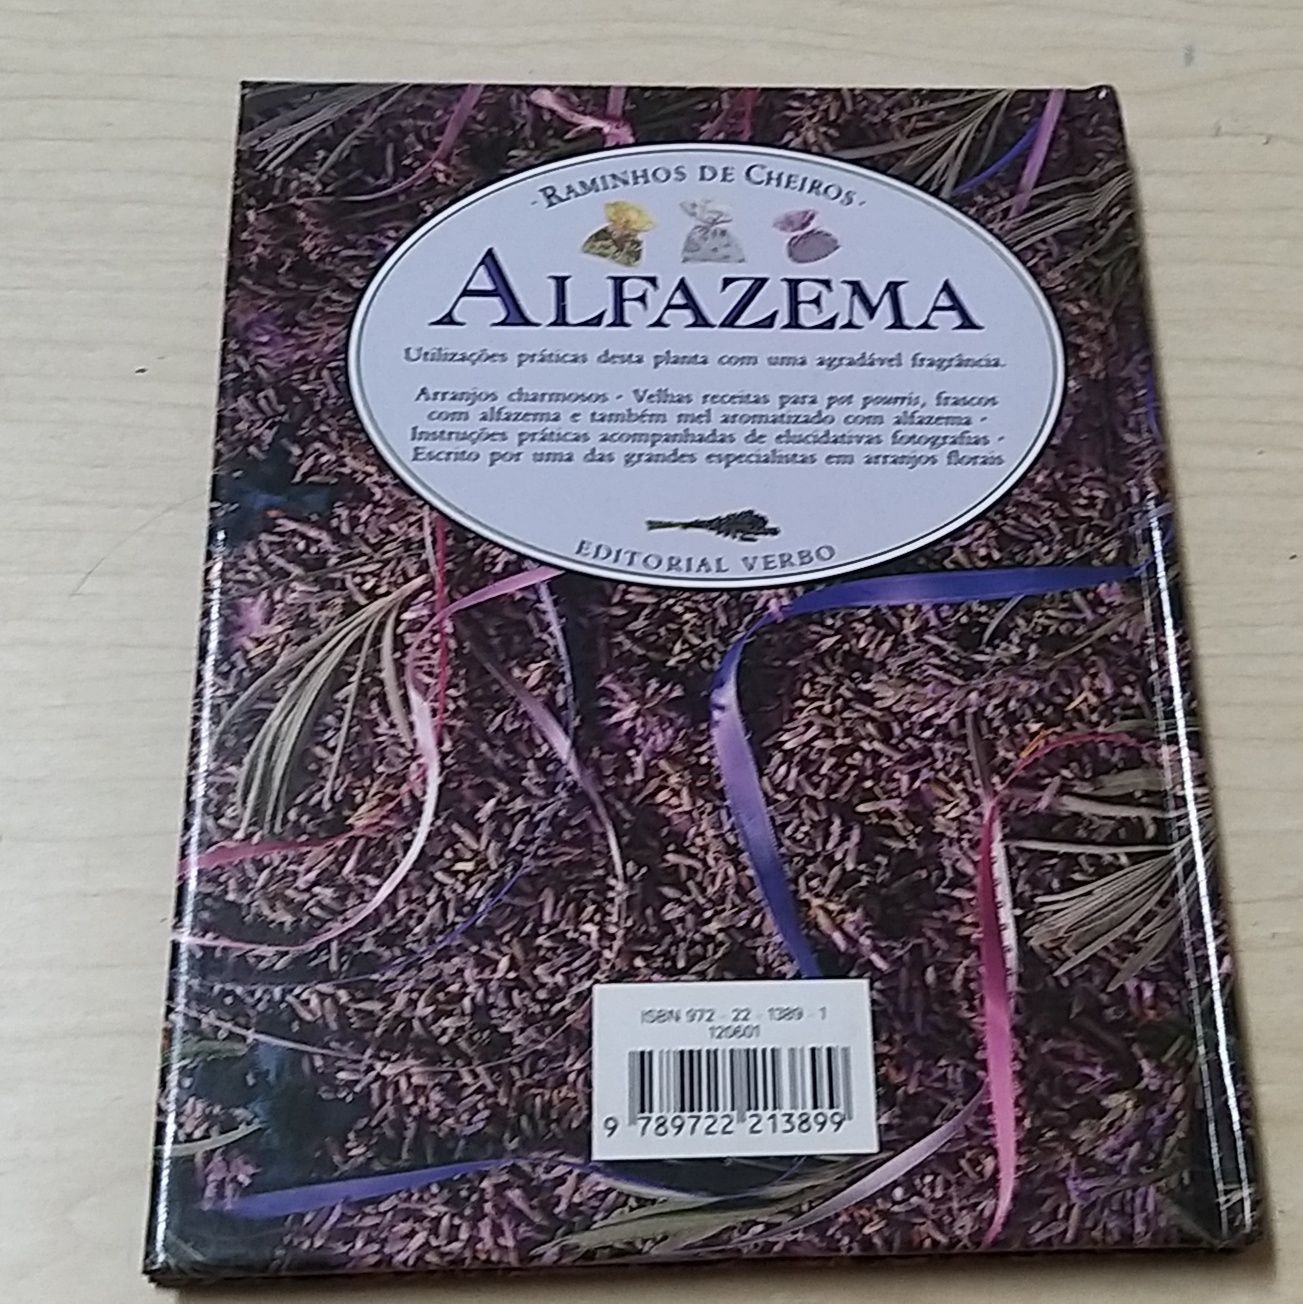 · RAMINHOS DE CHEIROS ·
ALFAZEMA
Utilizações práticas desta planta com uma agradável fragrância.
Arranjos charmosos · Velhas receitas para pot pourris, frascos
com alfazema e também mel aromatizado com alfazema ·
Instruções práticas acompanhadas de elucidativas fotografias ·
Escrito por uma das grandes especialistas em arranjos florais
EDITORIAL VERBO
ISBN 972 - 22 - 1389 - 1
120601
9 789722 213899